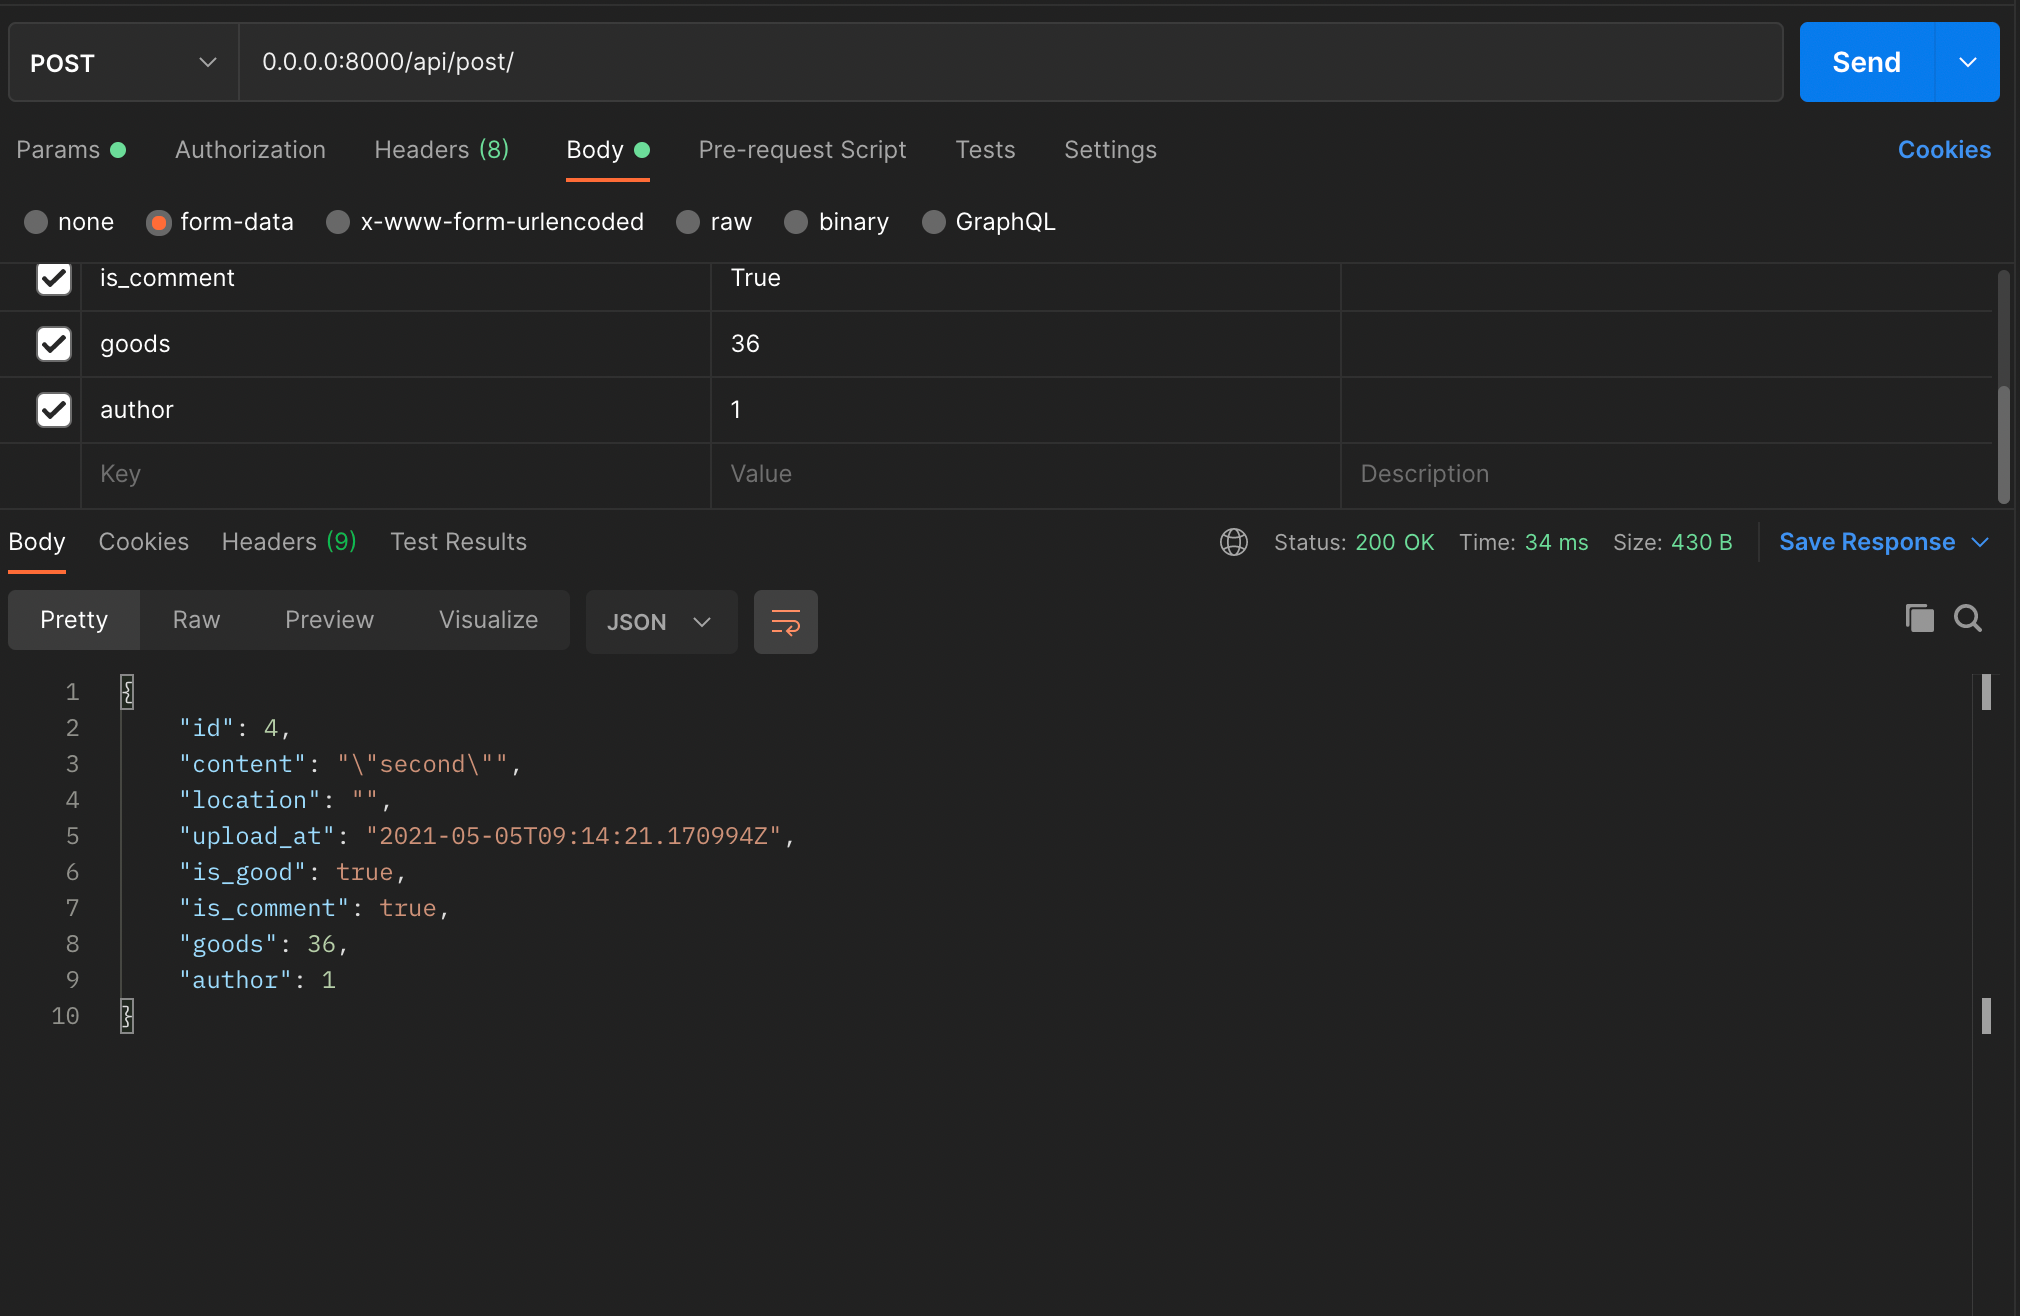 POST 0.0.0.0:8000/api/post/ Send
Params Authorization Headers (8) Body Pre-request Script Tests Settings Cookies
none form-data x-www-form-urlencoded raw binary GraphQL
is_comment True
goods 36
author 1
Key Value Description
Body Cookies Headers (9) Test Results Status: 200 OK Time: 34 ms Size: 430 B Save Response
Pretty Raw Preview Visualize JSON
1 {
2 "id": 4,
3 "content": "\"second\"",
4 "location": "",
5 "upload_at": "2021-05-05T09:14:21.170994Z",
6 "is_good": true,
7 "is_comment": true,
8 "goods": 36,
9 "author": 1
10 }